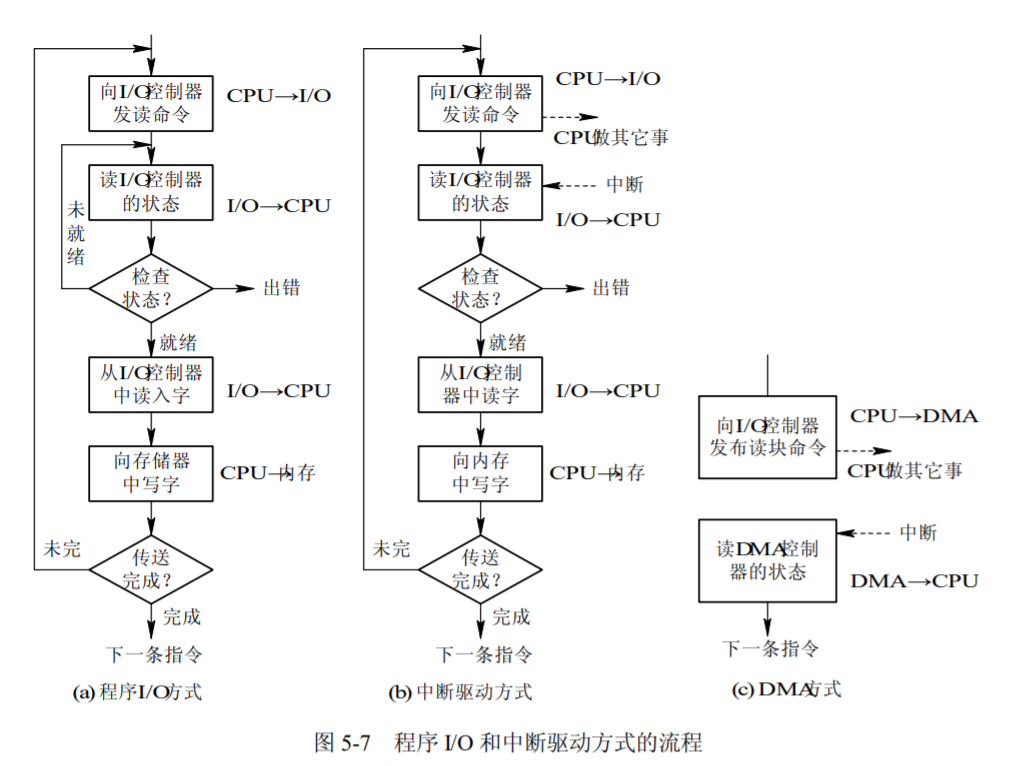 向I/O控制器
发读命令
CPU→I/O
读I/O控制器
的状态
I/O→CPU
未
就
绪
检查
状态？
出错
就绪
从I/O控制器
中读入字
I/O→CPU
向存储器
中写字
CPU→内存
未完
传送
完成？
完成
下一条指令
(a) 程序I/O方式
向I/O控制器
发读命令
CPU→I/O
CPU做其它事
读I/O控制器
的状态
中断
I/O→CPU
检查
状态？
出错
就绪
从I/O控制
器中读字
I/O→CPU
向内存
中写字
CPU→内存
未完
传送
完成？
完成
下一条指令
(b) 中断驱动方式
向I/O控制器
发布读块命令
CPU→DMA
CPU做其它事
读DMA控制
器的状态
中断
DMA→CPU
下一条指令
(c) DMA方式
图 5-7 程序 I/O 和中断驱动方式的流程